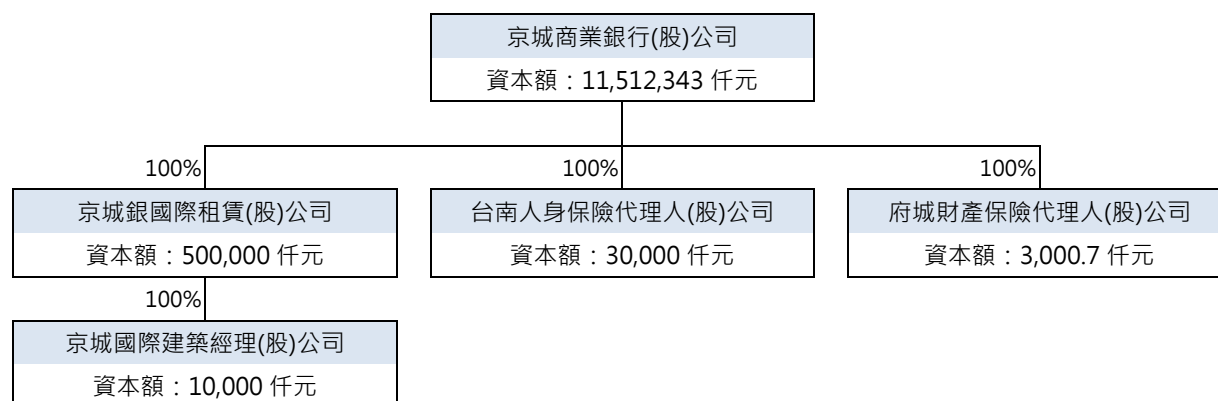 京城商業銀行(股)公司
資本額：11,512,343 仟元
100%
100%
100%
京城銀國際租賃(股)公司
台南人身保險代理人(股)公司
府城財產保險代理人(股)公司
資本額：500,000 仟元
資本額：30,000 仟元
資本額：3,000.7 仟元
100%
京城國際建築經理(股)公司
資本額：10,000 仟元